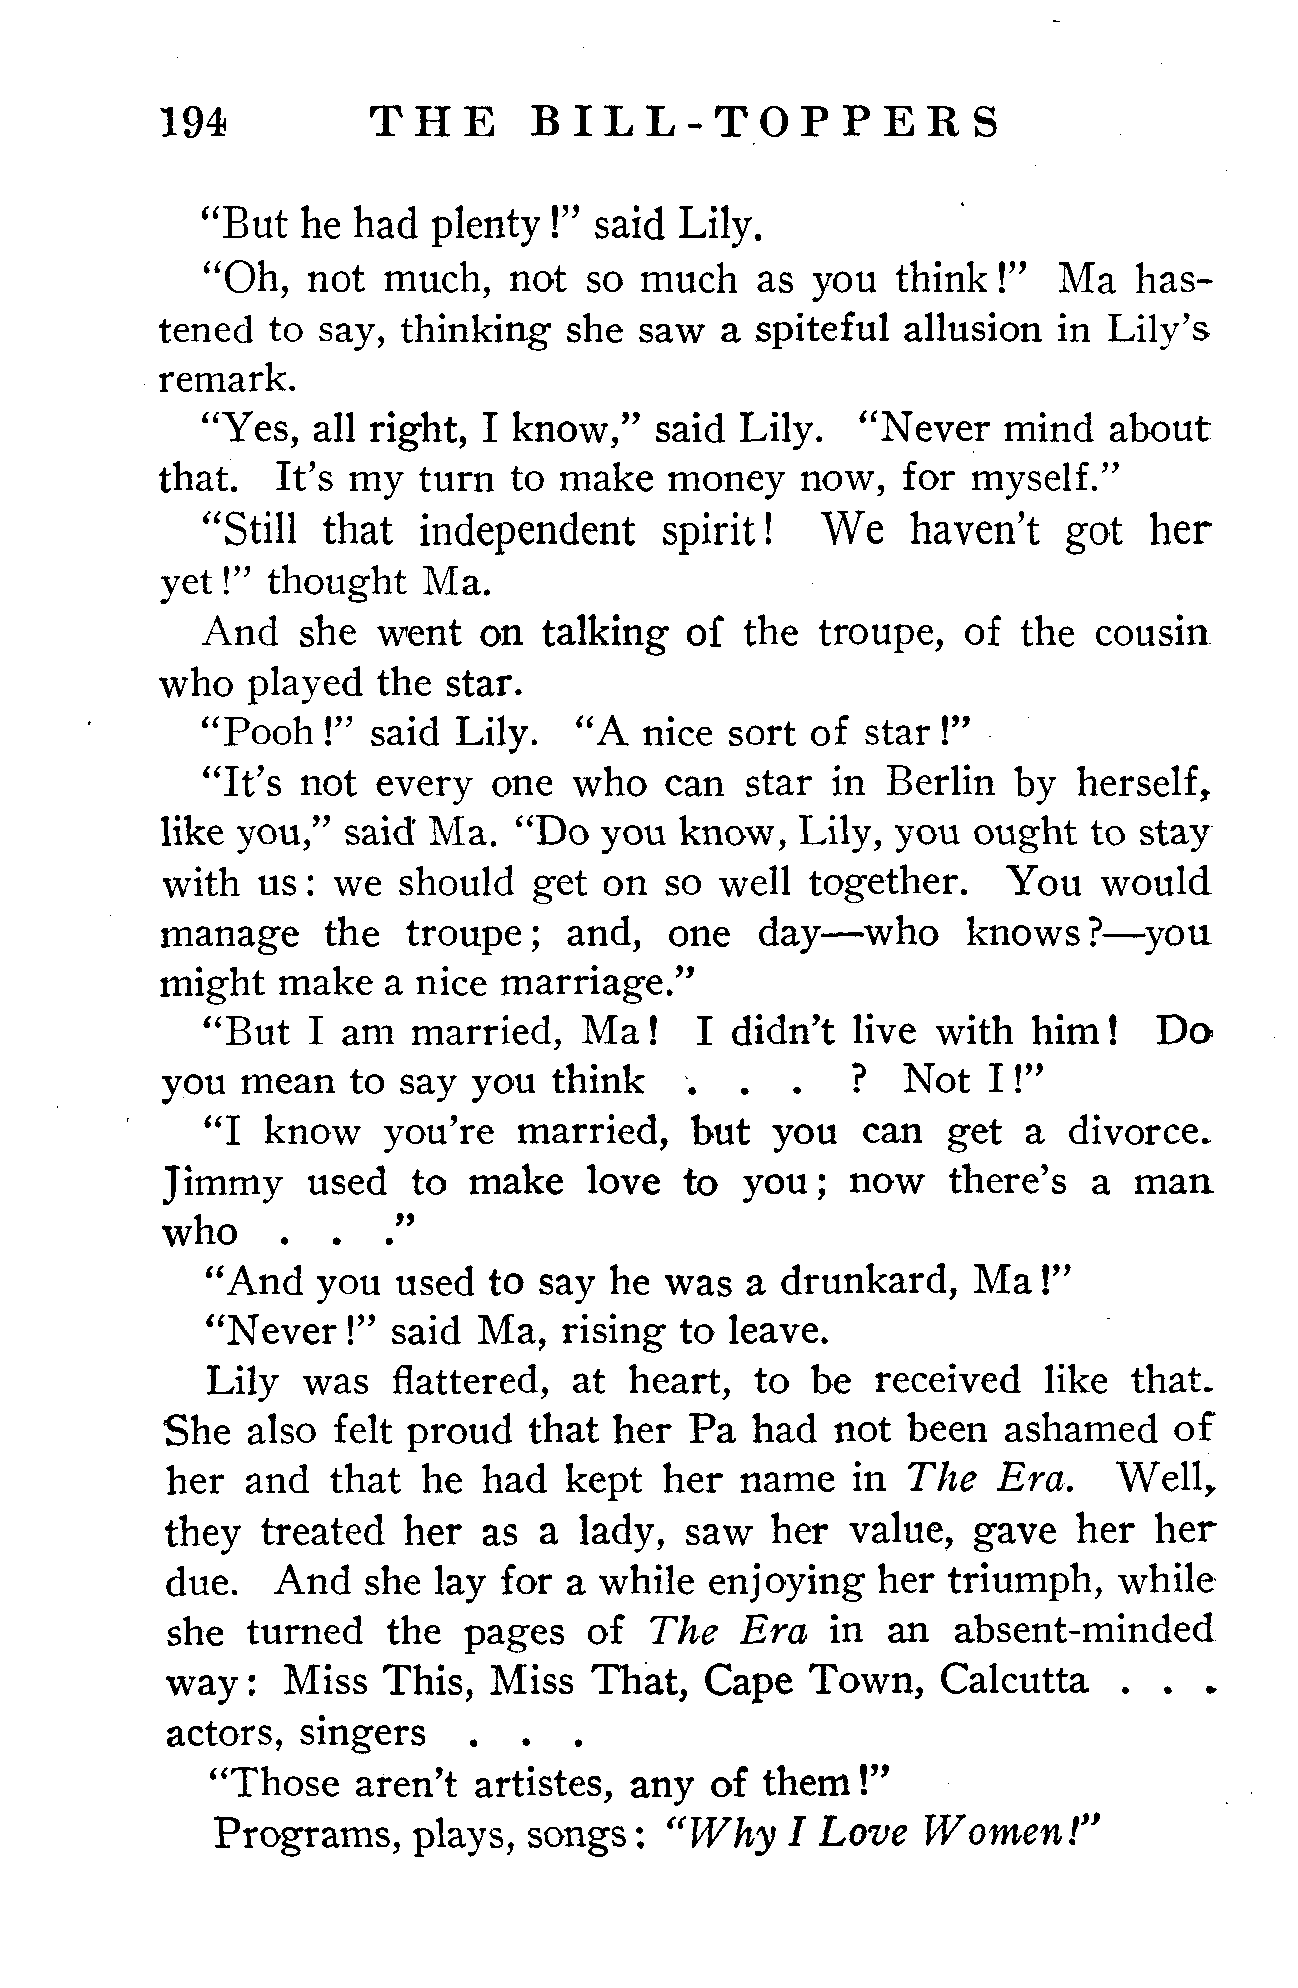 194 THE BILL-TOPPERS
"But he had plenty!" said Lily.
"Oh, not much, not so much as you think!" Ma has-
tened to say, thinking she saw a spiteful allusion in Lily's
remark.
"Yes, all right, I know," said Lily. "Never mind about
that. It's my turn to make money now, for myself."
"Still that independent spirit! We haven't got her
yet!" thought Ma.
And she went on talking of the troupe, of the cousin
who played the star.
"Pooh!" said Lily. "A nice sort of star!"
"It's not every one who can star in Berlin by herself,
like you," said Ma. "Do you know, Lily, you ought to stay
with us: we should get on so well together. You would
manage the troupe; and, one day—who knows?—you
might make a nice marriage."
"But I am married, Ma! I didn't live with him! Do
you mean to say you think . . . ? Not I!"
"I know you're married, but you can get a divorce.
Jimmy used to make love to you; now there's a man
who . . ."
"And you used to say he was a drunkard, Ma!"
"Never!" said Ma, rising to leave.
Lily was flattered, at heart, to be received like that.
She also felt proud that her Pa had not been ashamed of
her and that he had kept her name in The Era. Well,
they treated her as a lady, saw her value, gave her her
due. And she lay for a while enjoying her triumph, while
she turned the pages of The Era in an absent-minded
way: Miss This, Miss That, Cape Town, Calcutta . . .
actors, singers . . .
"Those aren't artistes, any of them!"
Programs, plays, songs: "Why I Love Women!"